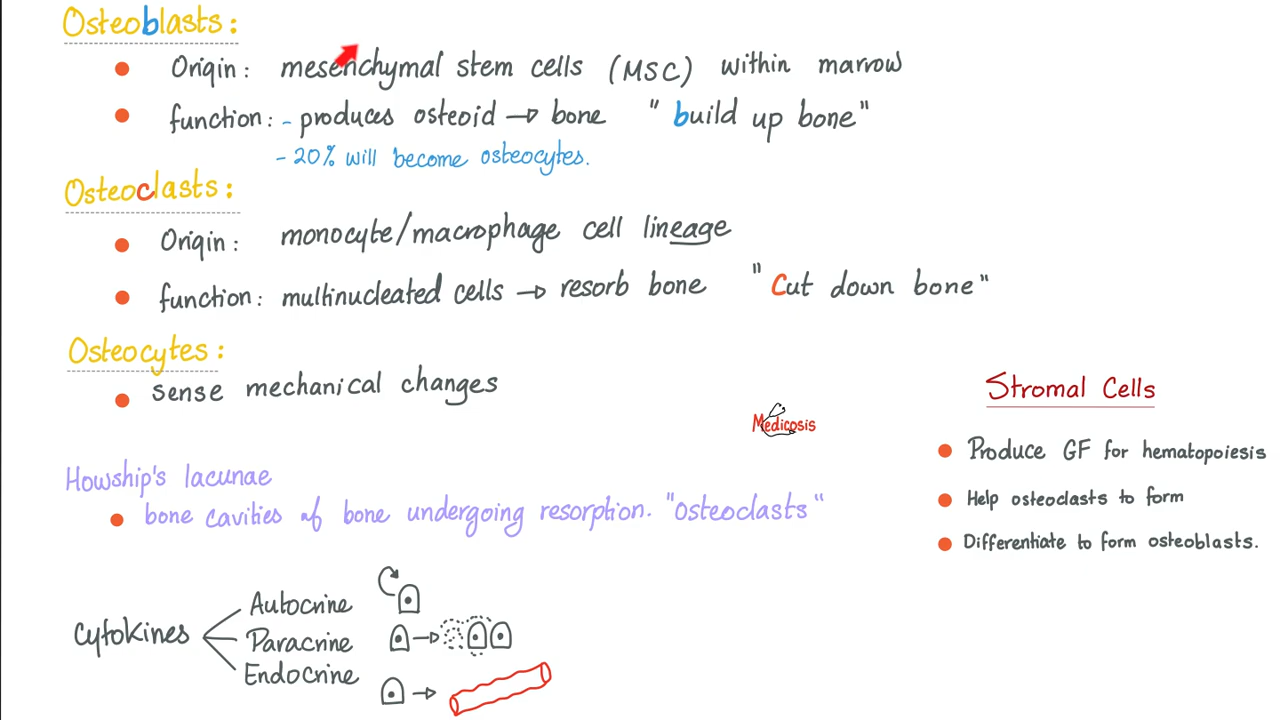 Osteoblasts:
Origin: mesenchymal stem cells (MSC) within marrow
function: - produces osteoid → bone "build up bone"
- 20% will become osteocytes.
Osteoclasts:
Origin: monocyte/macrophage cell lineage
function: multinucleated cells → resorb bone "Cut down bone"
Osteocytes:
sense mechanical changes
Medicosis
Howship's lacunae
bone cavities of bone undergoing resorption. "osteoclasts"
Stromal Cells
Produce GF for hematopoiesis
Help osteoclasts to form
Differentiate to form osteoblasts.
Cytokines
Autocrine
Paracrine
Endocrine